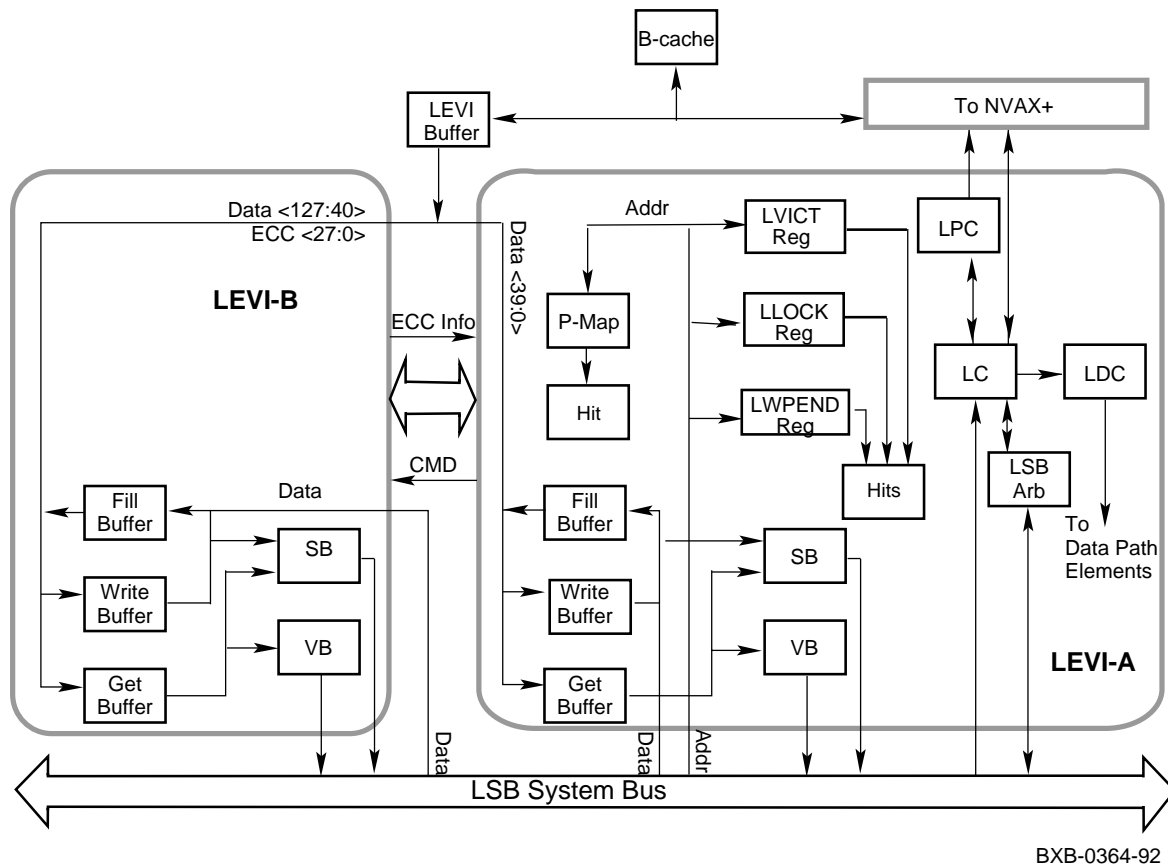 B-cache
LEVI
Buffer
To NVAX+
Data <127:40>
ECC <27:0>
LEVI-B
ECC Info
CMD
Data
Fill
Buffer
SB
Write
Buffer
VB
Get
Buffer
Data
Data <39:0>
Addr
LVICT
Reg
P-Map
LLOCK
Reg
Hit
LWPEND
Reg
Hits
LPC
LC
LDC
LSB
Arb
To
Data Path
Elements
Fill
Buffer
SB
Write
Buffer
VB
Get
Buffer
LEVI-A
Data
Addr
LSB System Bus
BXB-0364-92